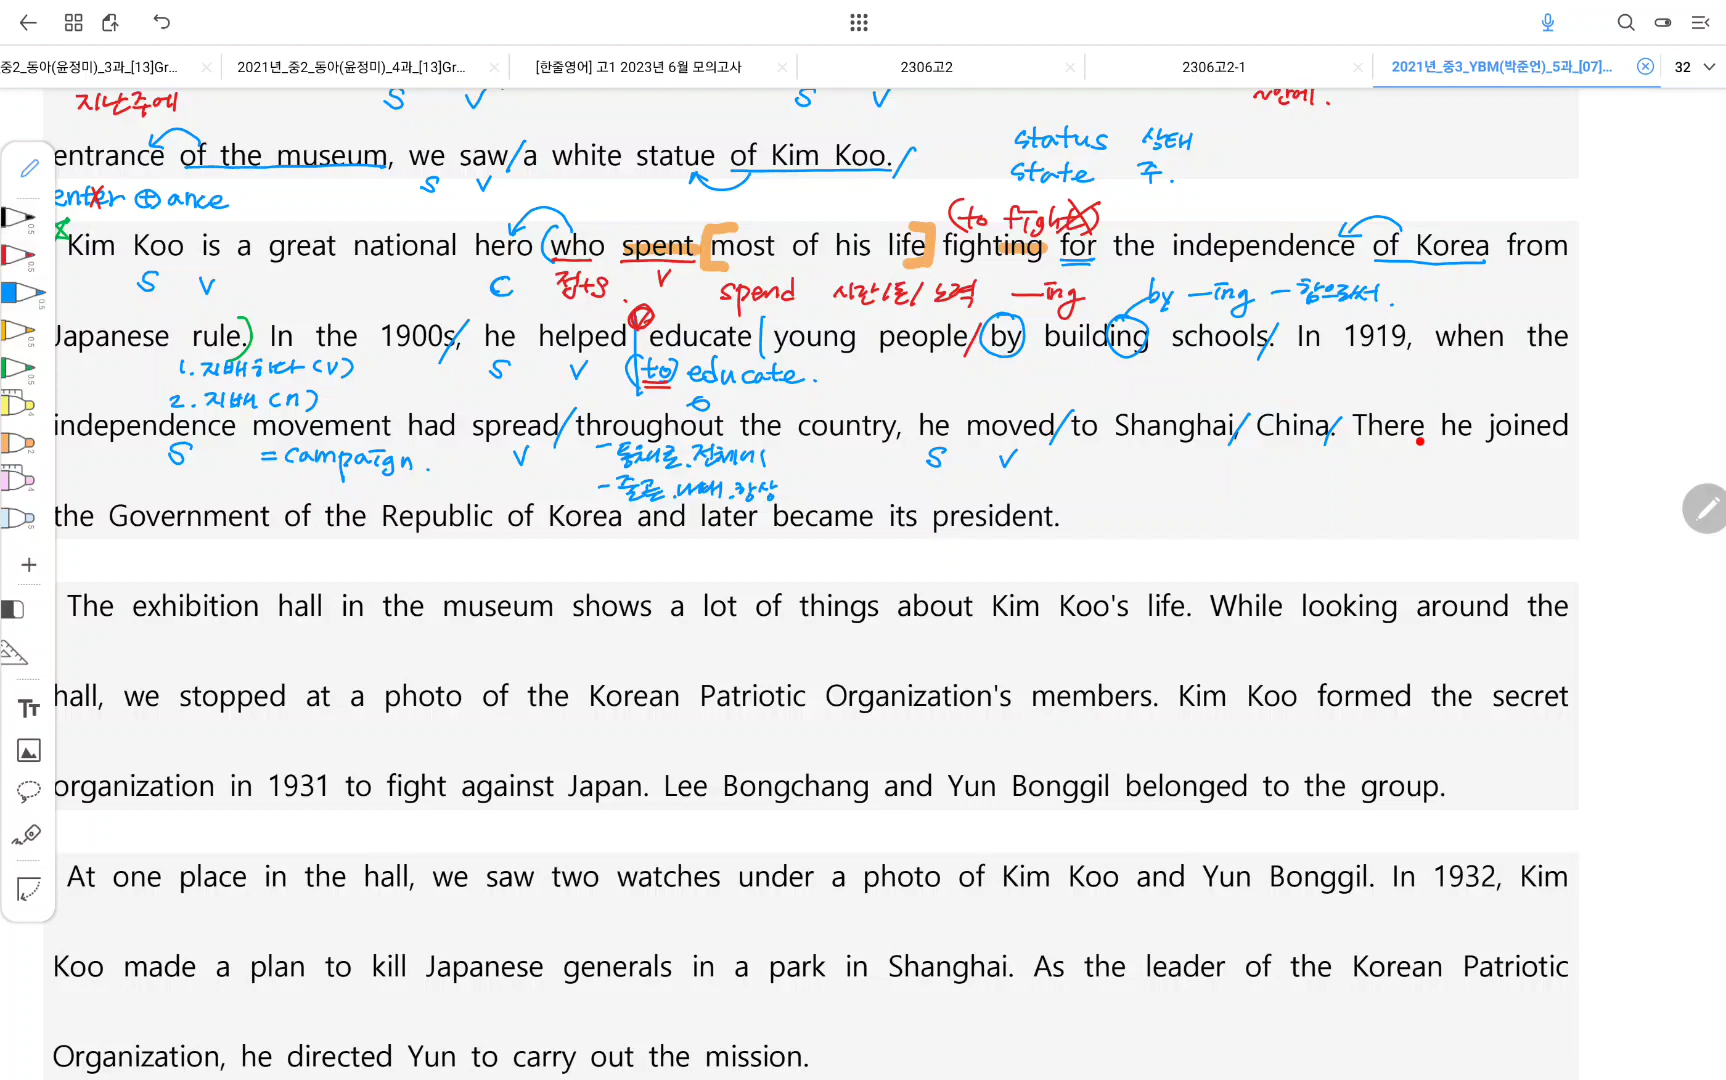 중2_동아(윤정미)_3과_[13]Gr... 2021년_중2_동아(윤정미)_4과_[13]Gr... [한줄영어] 고1 2023년 6월 모의고사 2306고2 2306고2-1 2021년_중3_YBM(박준언)_5과_[07]... 32
지난주에 S V S V ~안에.
status 상태
entrance of the museum, we saw a white statue of Kim Koo.
state 주.
S V
enter + ance
(to fight)
Kim Koo is a great national hero who spent most of his life fighting for the independence of Korea from
S V C 접+S. V spend 시간/돈/노력 —ing by —ing - 함으로써.
Japanese rule. In the 1900s, he helped educate young people by building schools. In 1919, when the
1. 지배하다 (v) S V (to) educate.
2. 지배 (n) O
independence movement had spread throughout the country, he moved to Shanghai, China. There he joined
S = campaign. V - 통채로. 전체에 S V
- 줄곧. 내내. 항상
the Government of the Republic of Korea and later became its president.
The exhibition hall in the museum shows a lot of things about Kim Koo's life. While looking around the
hall, we stopped at a photo of the Korean Patriotic Organization's members. Kim Koo formed the secret
organization in 1931 to fight against Japan. Lee Bongchang and Yun Bonggil belonged to the group.
At one place in the hall, we saw two watches under a photo of Kim Koo and Yun Bonggil. In 1932, Kim
Koo made a plan to kill Japanese generals in a park in Shanghai. As the leader of the Korean Patriotic
Organization, he directed Yun to carry out the mission.